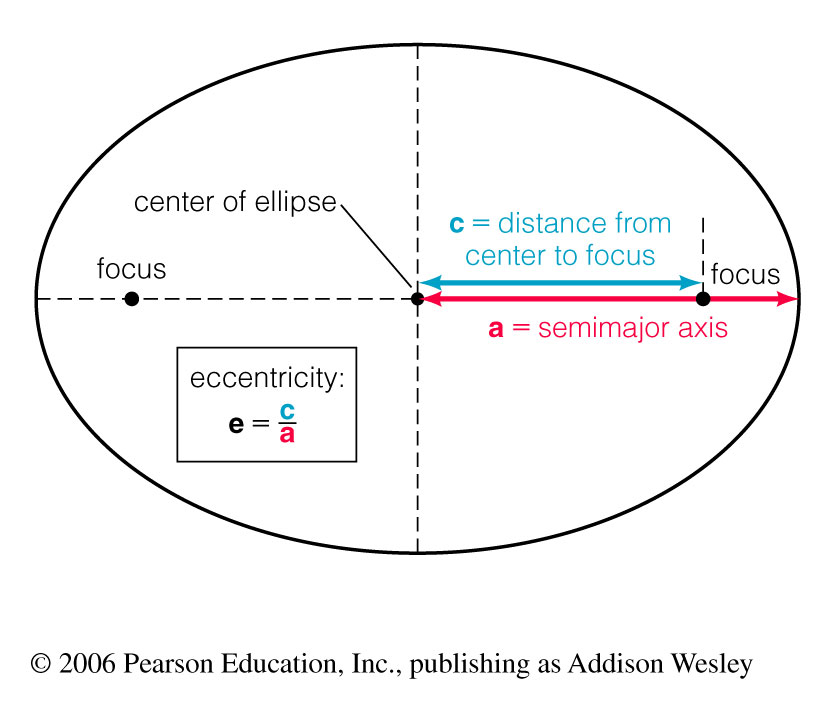 center of ellipse
c = distance from
center to focus
focus
focus
a = semimajor axis
eccentricity:
e = c/a
© 2006 Pearson Education, Inc., publishing as Addison Wesley